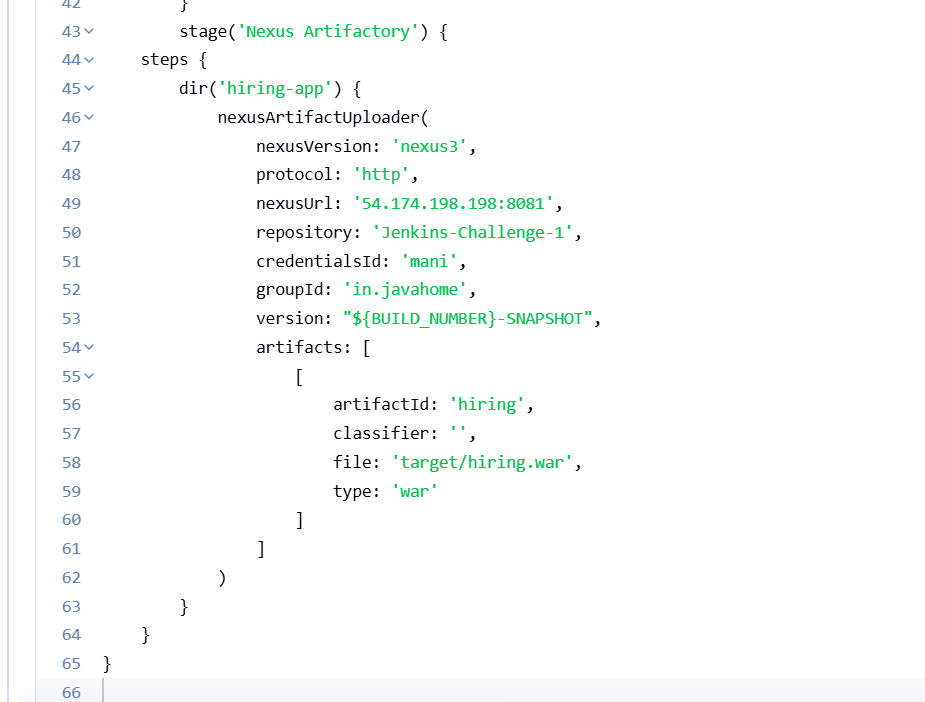 42 }
43 stage('Nexus Artifactory') {
44 steps {
45 dir('hiring-app') {
46 nexusArtifactUploader(
47 nexusVersion: 'nexus3',
48 protocol: 'http',
49 nexusUrl: '54.174.198.198:8081',
50 repository: 'Jenkins-Challenge-1',
51 credentialsId: 'mani',
52 groupId: 'in.javahome',
53 version: "${BUILD_NUMBER}-SNAPSHOT",
54 artifacts: [
55 [
56 artifactId: 'hiring',
57 classifier: '',
58 file: 'target/hiring.war',
59 type: 'war'
60 ]
61 ]
62 )
63 }
64 }
65 }
66